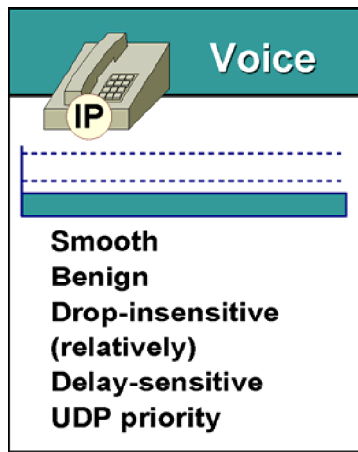 Voice
IP
Smooth
Benign
Drop-insensitive
(relatively)
Delay-sensitive
UDP priority